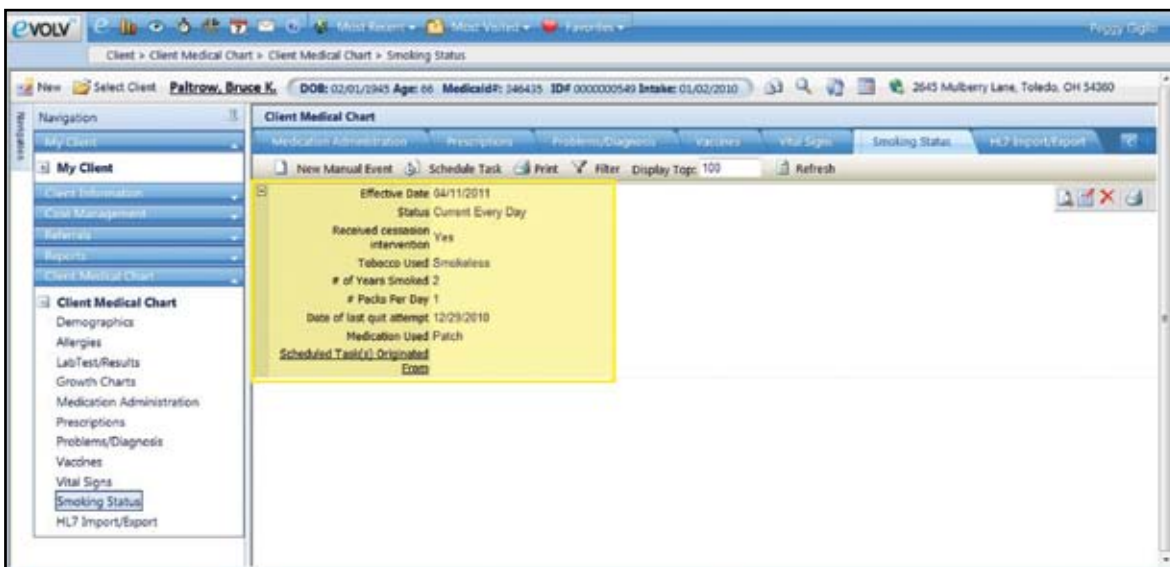 eVOLV Most Recent Most Visited Favorites Peggy Giglio
Client > Client Medical Chart > Client Medical Chart > Smoking Status
New Select Client Paltrow, Bruce K. DOB: 02/01/1945 Age: 66 Medicaid#: 346435 ID# 0000000549 Intake: 01/02/2010 2645 Mulberry Lane, Toledo, OH 54360
Navigation
Navigation
My Client
My Client
Client Information
Case Management
Referrals
Reports
Client Medical Chart
Client Medical Chart
Demographics
Allergies
LabTest/Results
Growth Charts
Medication Administration
Prescriptions
Problems/Diagnosis
Vaccines
Vital Signs
Smoking Status
HL7 Import/Export
Client Medical Chart
Medication Administration Prescriptions Problems/Diagnosis Vaccines Vital Signs Smoking Status HL7 Import/Export
New Manual Event Schedule Task Print Filter Display Top: 100 Refresh
Effective Date 04/11/2011
Status Current Every Day
Received cessation intervention Yes
Tobacco Used Smokeless
# of Years Smoked 2
# Packs Per Day 1
Date of last quit attempt 12/29/2010
Medication Used Patch
Scheduled Task(s) Originated
From